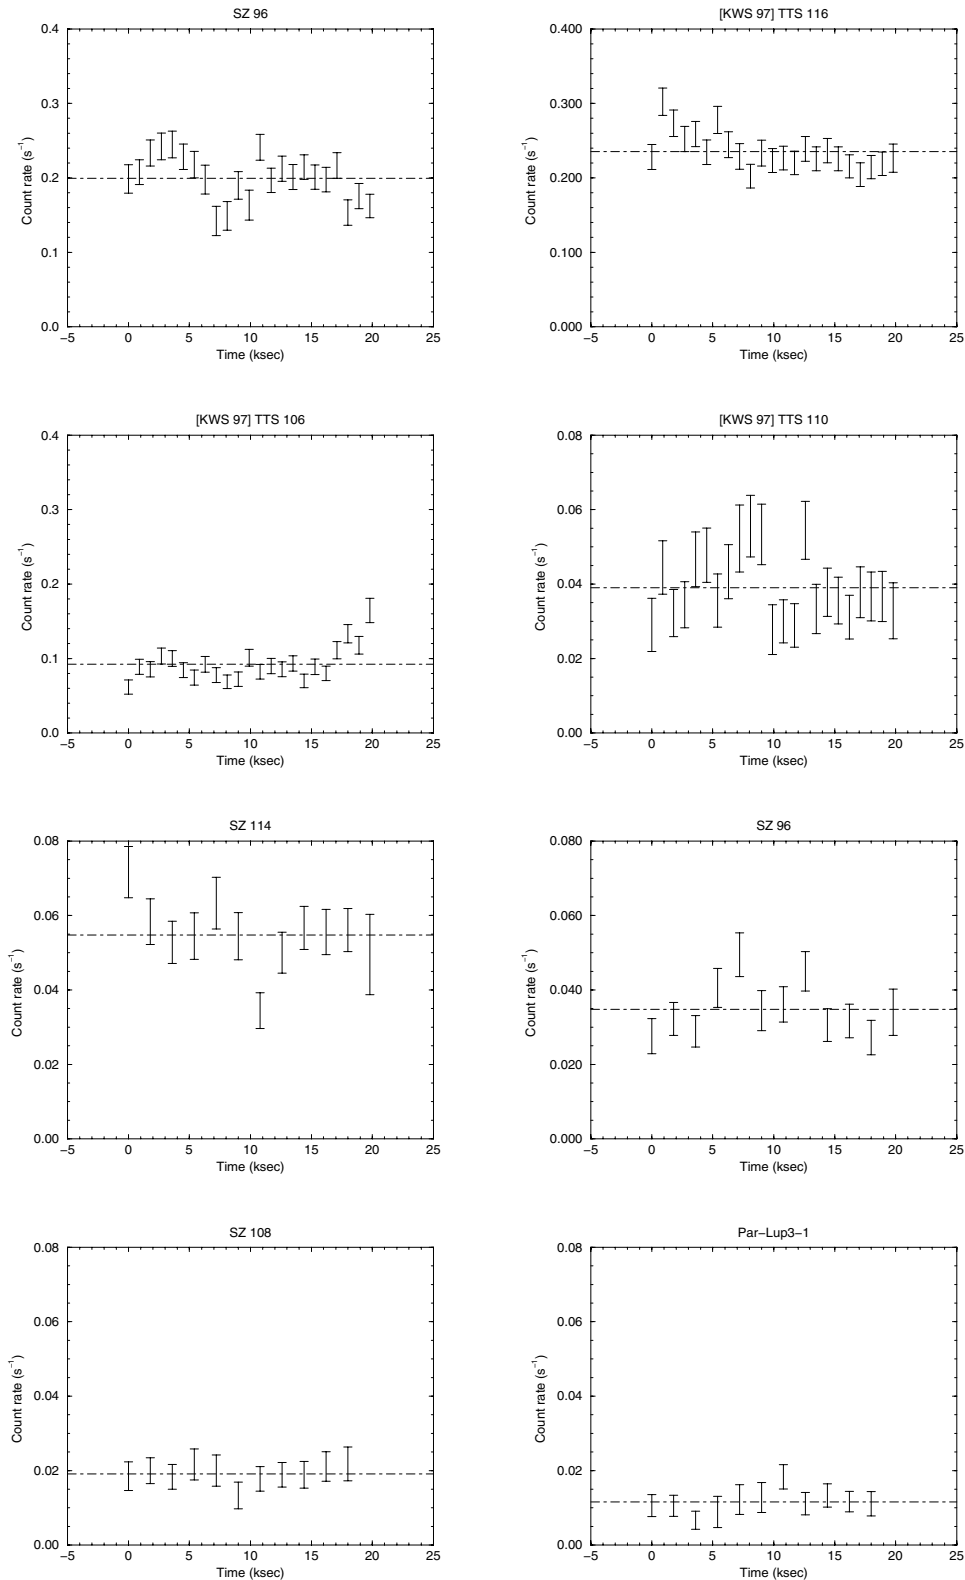 SZ 96
0.4
0.3
0.2
0.1
0.0
Count rate (s⁻¹)
−5 0 5 10 15 20 25
Time (ksec)
[KWS 97] TTS 116
0.400
0.300
0.200
0.100
0.000
Count rate (s⁻¹)
−5 0 5 10 15 20 25
Time (ksec)
[KWS 97] TTS 106
0.4
0.3
0.2
0.1
0.0
Count rate (s⁻¹)
−5 0 5 10 15 20 25
Time (ksec)
[KWS 97] TTS 110
0.08
0.06
0.04
0.02
0.00
Count rate (s⁻¹)
−5 0 5 10 15 20 25
Time (ksec)
SZ 114
0.08
0.06
0.04
0.02
0.00
Count rate (s⁻¹)
−5 0 5 10 15 20 25
Time (ksec)
SZ 96
0.080
0.060
0.040
0.020
0.000
Count rate (s⁻¹)
−5 0 5 10 15 20 25
Time (ksec)
SZ 108
0.08
0.06
0.04
0.02
0.00
Count rate (s⁻¹)
−5 0 5 10 15 20 25
Time (ksec)
Par−Lup3−1
0.08
0.06
0.04
0.02
0.00
Count rate (s⁻¹)
−5 0 5 10 15 20 25
Time (ksec)